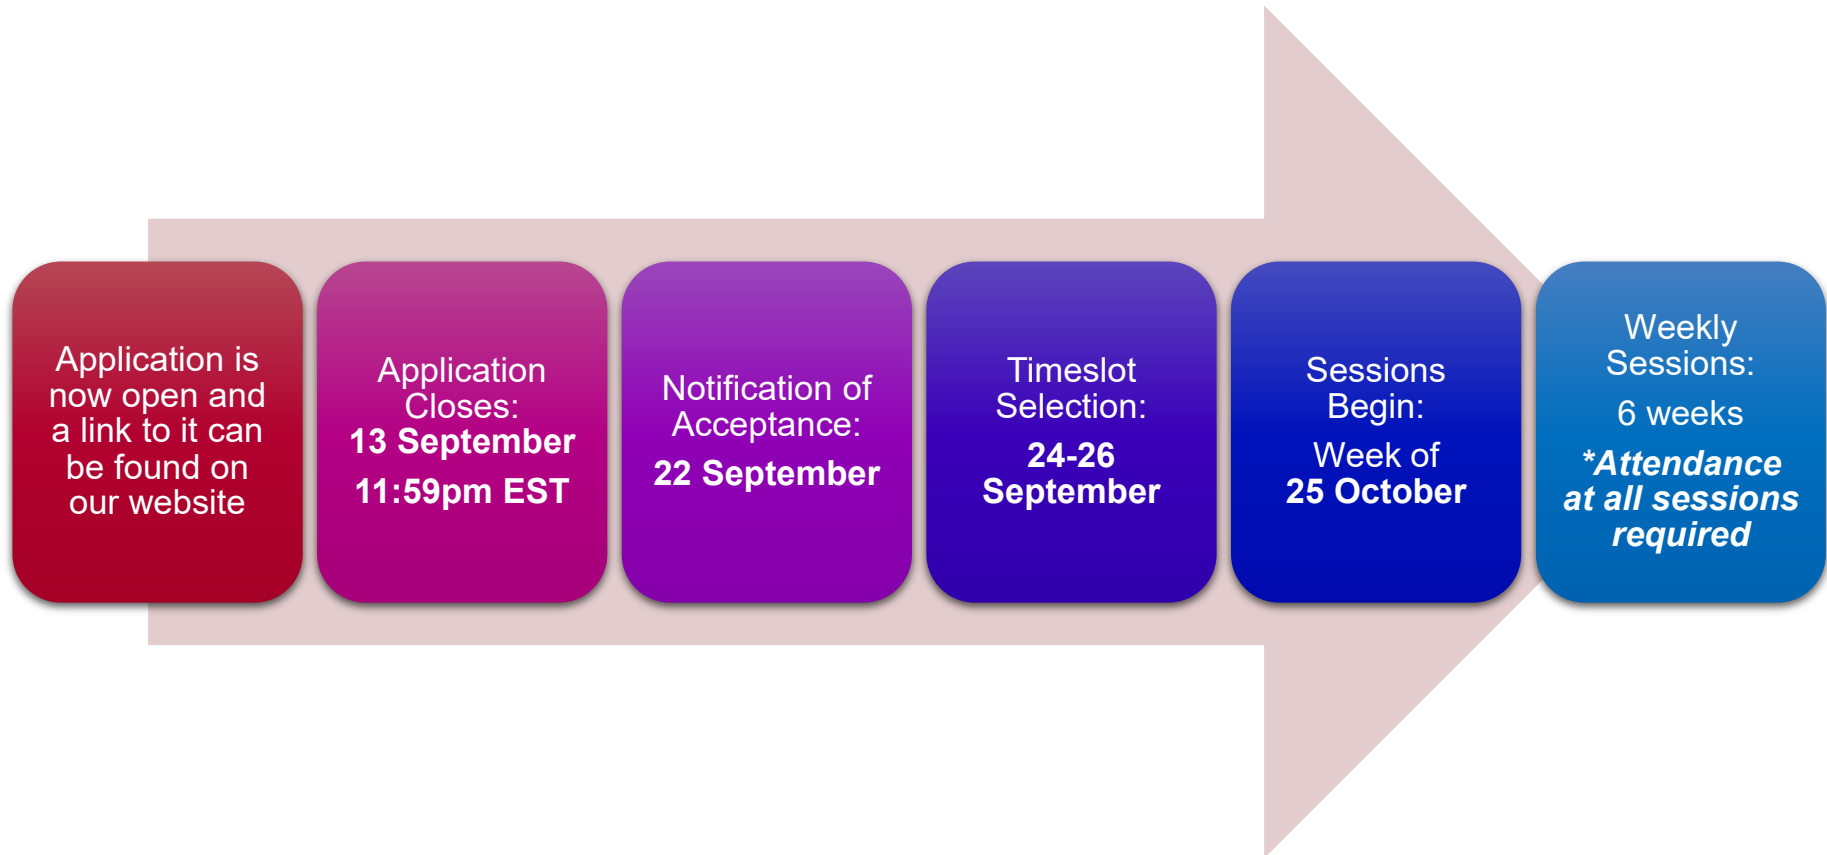 Application is
now open and
a link to it can
be found on
our website
Application
Closes:
13 September
11:59pm EST
Notification of
Acceptance:
22 September
Timeslot
Selection:
24-26
September
Sessions
Begin:
Week of
25 October
Weekly
Sessions:
6 weeks
*Attendance
at all sessions
required